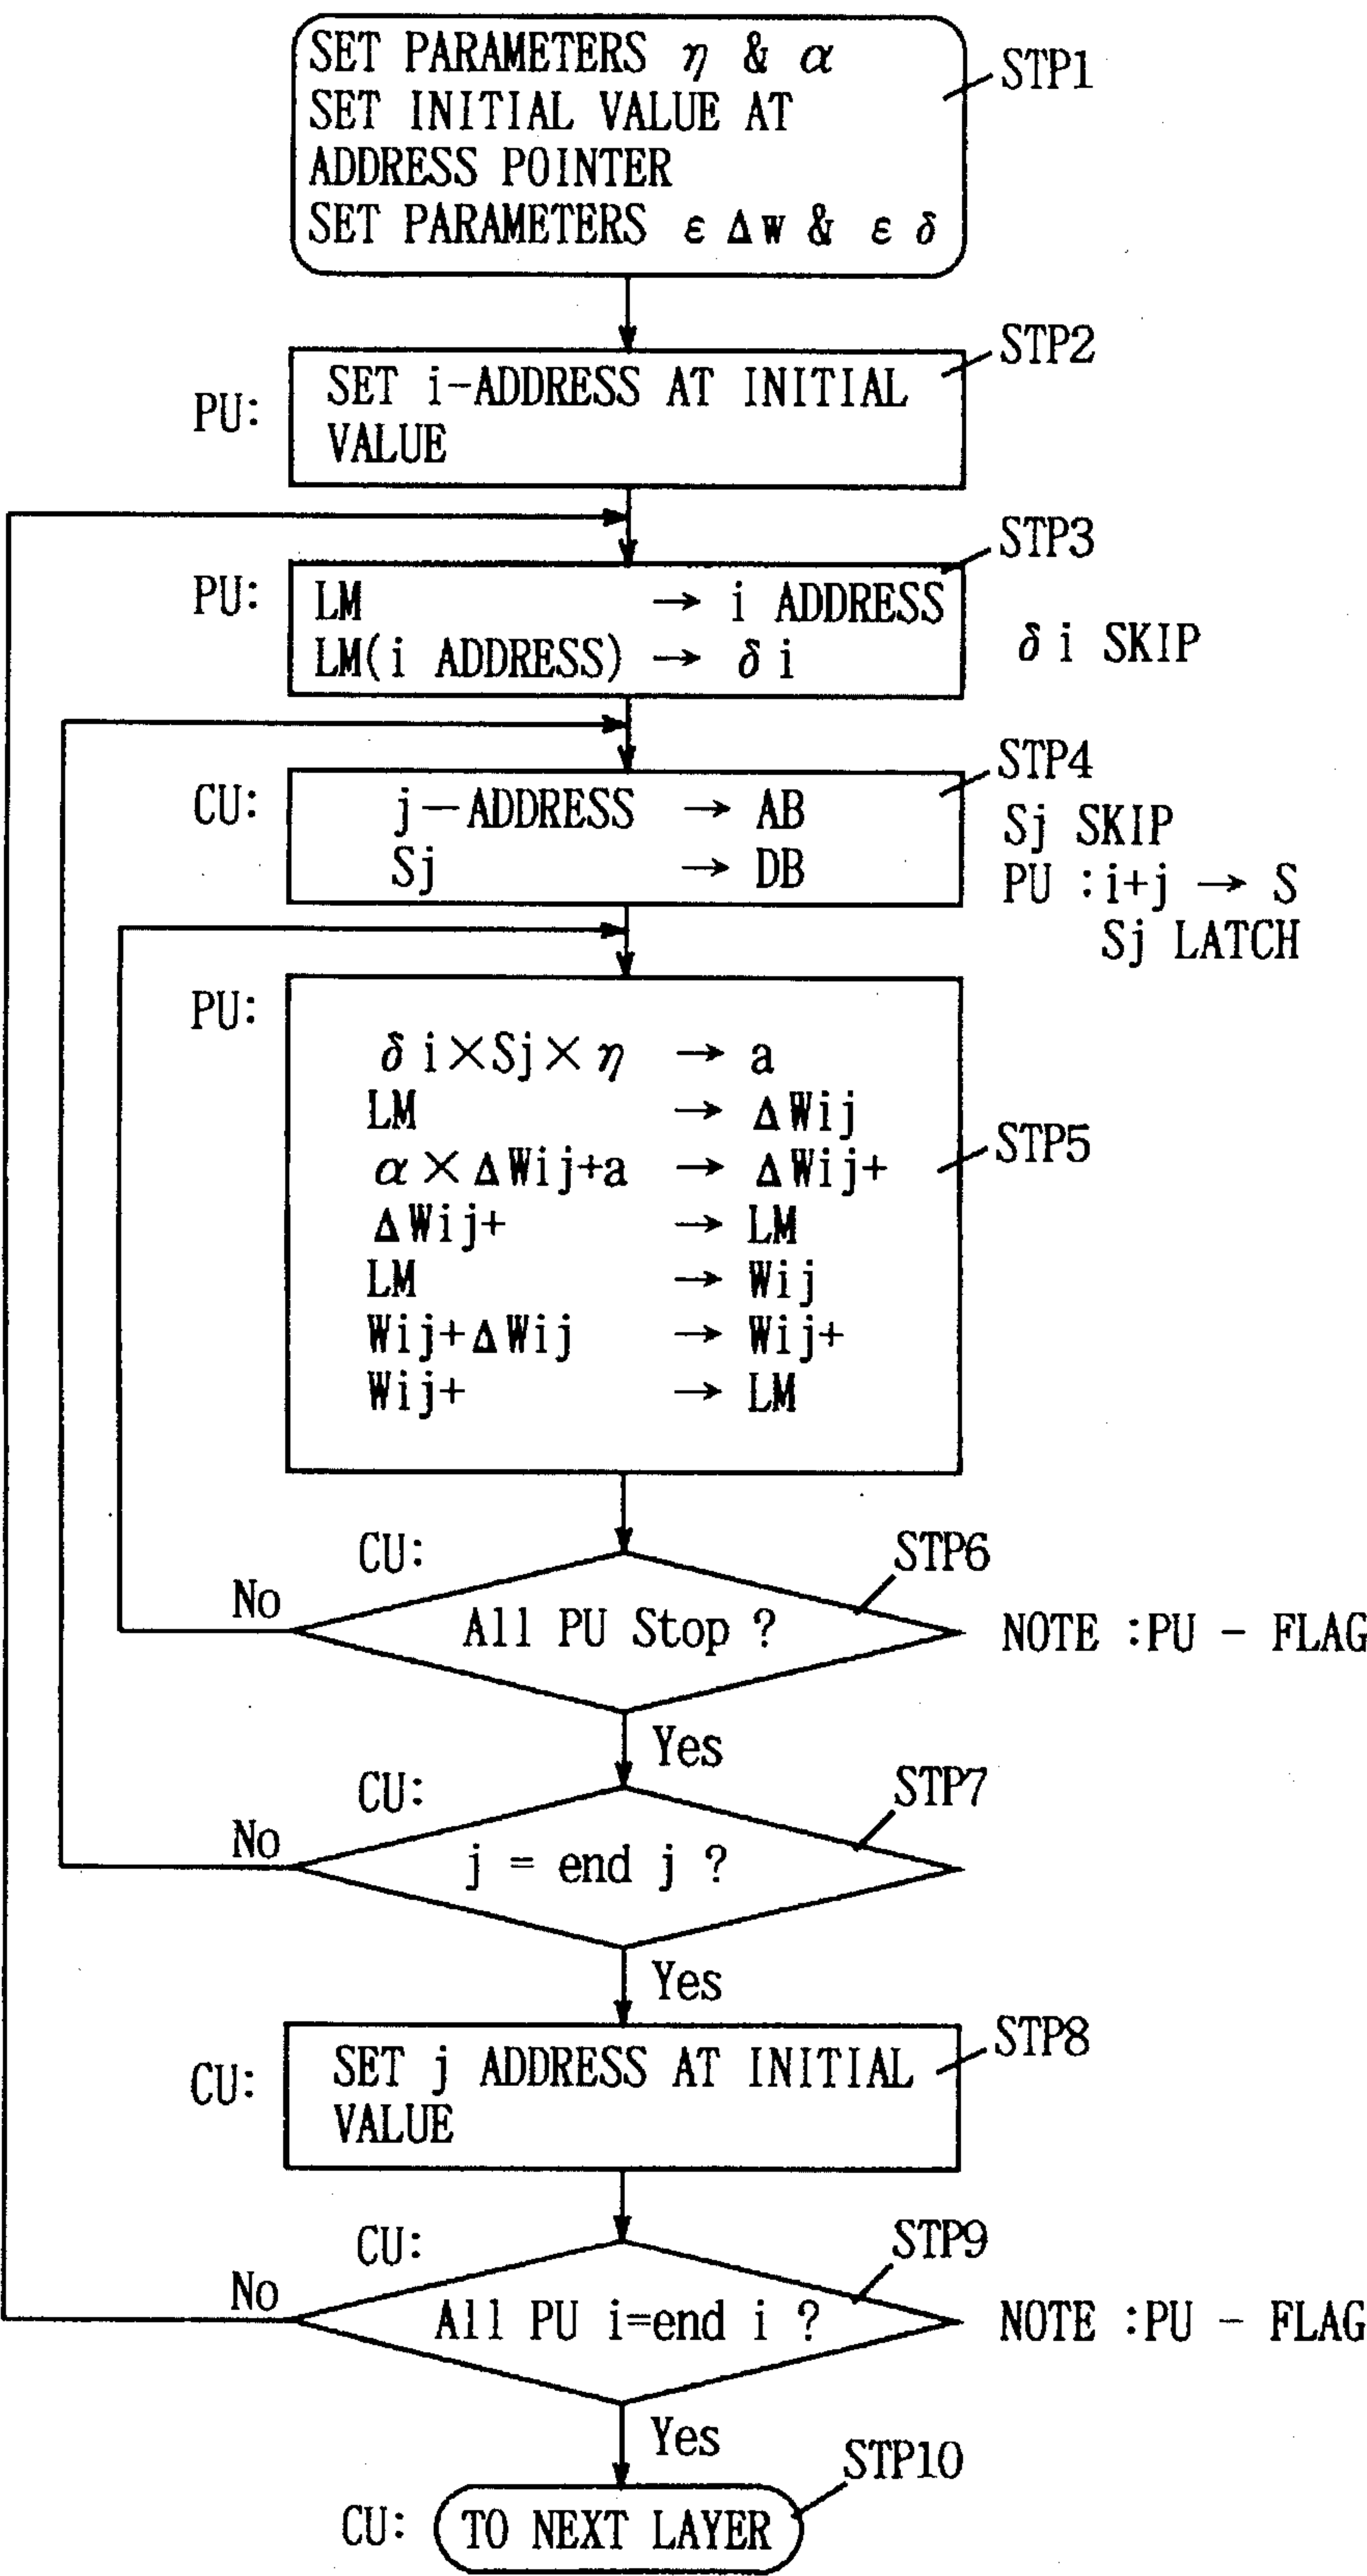 SET PARAMETERS η & α
SET INITIAL VALUE AT
ADDRESS POINTER
SET PARAMETERS ε Δw & ε δ
STP1
STP2
PU:
SET i-ADDRESS AT INITIAL
VALUE
STP3
PU:
LM → i ADDRESS
LM(i ADDRESS) → δ i
δ i SKIP
STP4
CU:
j-ADDRESS → AB
Sj → DB
Sj SKIP
PU :i+j → S
Sj LATCH
PU:
δ i×Sj×η → a
LM → ΔWij
α×ΔWij+a → ΔWij+
ΔWij+ → LM
LM → Wij
Wij+ΔWij → Wij+
Wij+ → LM
STP5
CU:
STP6
No
All PU Stop ?
NOTE :PU - FLAG
Yes
CU:
STP7
No
j = end j ?
Yes
STP8
CU:
SET j ADDRESS AT INITIAL
VALUE
CU:
STP9
No
All PU i=end i ?
NOTE :PU - FLAG
Yes
STP10
CU:
TO NEXT LAYER